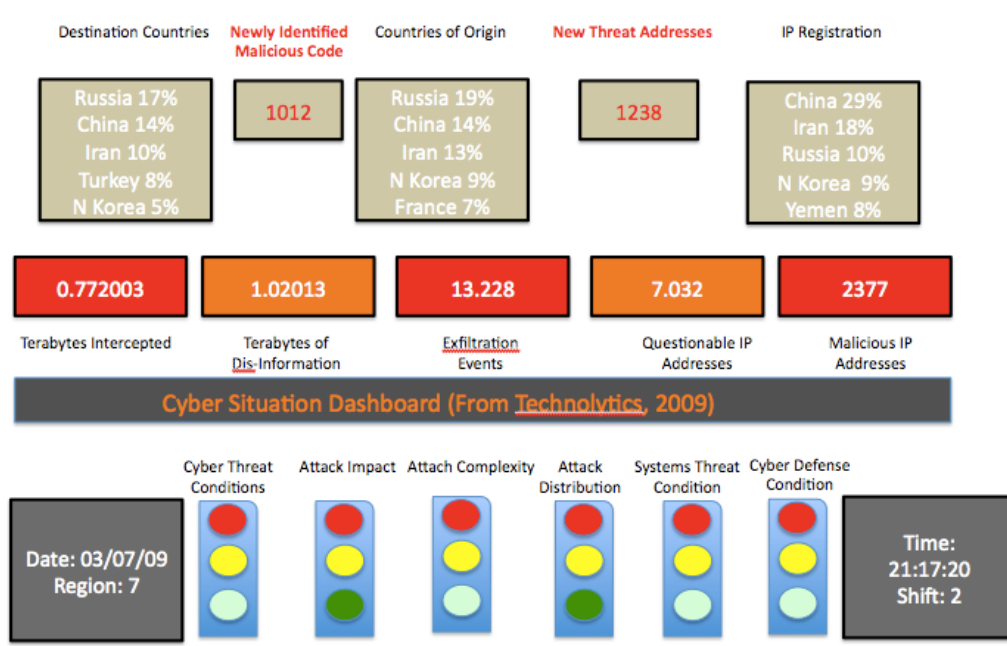 Destination Countries
Newly Identified
Malicious Code
Countries of Origin
New Threat Addresses
IP Registration
Russia 17%
China 14%
Iran 10%
Turkey 8%
N Korea 5%
1012
Russia 19%
China 14%
Iran 13%
N Korea 9%
France 7%
1238
China 29%
Iran 18%
Russia 10%
N Korea  9%
Yemen 8%
0.772003
1.02013
13.228
7.032
2377
Terabytes Intercepted
Terabytes of
Dis-Information
Exfiltration
Events
Questionable IP
Addresses
Malicious IP
Addresses
Cyber Situation Dashboard (From Technolytics, 2009)
Cyber Threat
Conditions
Attack Impact
Attach Complexity
Attack
Distribution
Systems Threat
Condition
Cyber Defense
Condition
Date: 03/07/09
Region: 7
Time:
21:17:20
Shift: 2